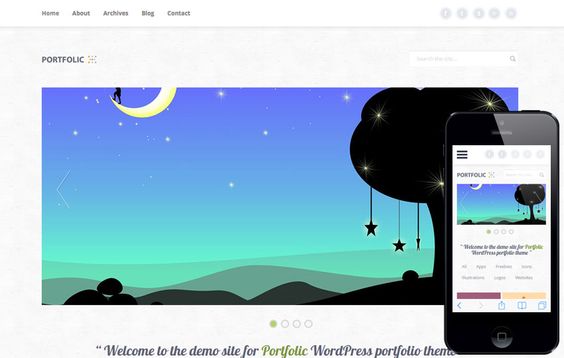 Home About Archives Blog Contact
PORTFOLIC
Search the site...
“ Welcome to the demo site for Portfolic WordPress portfolio theme
PORTFOLIC
“ Welcome to the demo site for Portfolic
WordPress portfolio theme ”
All Apps Freebies Icons
Illustrations Logos Websites